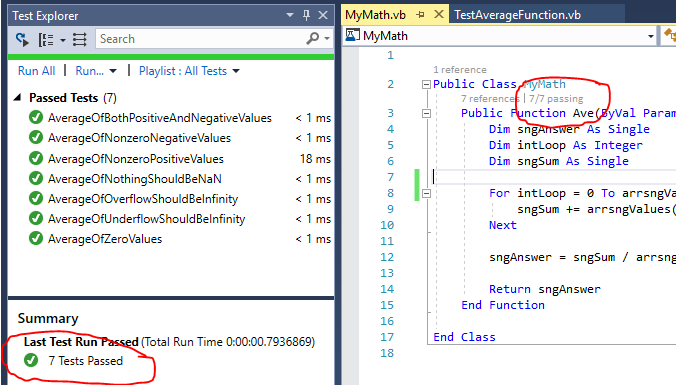 Test Explorer
Search
Run All | Run... | Playlist : All Tests
Passed Tests (7)
AverageOfBothPositiveAndNegativeValues < 1 ms
AverageOfNonzeroNegativeValues < 1 ms
AverageOfNonzeroPositiveValues 18 ms
AverageOfNothingShouldBeNaN < 1 ms
AverageOfOverflowShouldBeInfinity < 1 ms
AverageOfUnderflowShouldBeInfinity < 1 ms
AverageOfZeroValues < 1 ms
Summary
Last Test Run Passed (Total Run Time 0:00:00.7936869)
7 Tests Passed
MyMath.vb TestAverageFunction.vb
MyMath
1
1 reference
2 Public Class MyMath
7 references | 7/7 passing
3 Public Function Ave(ByVal Param
4 Dim sngAnswer As Single
5 Dim intLoop As Integer
6 Dim sngSum As Single
7
8 For intLoop = 0 To arrsngVa
9 sngSum += arrsngValues(
10 Next
11
12 sngAnswer = sngSum / arrsng
13
14 Return sngAnswer
15 End Function
16
17 End Class
18